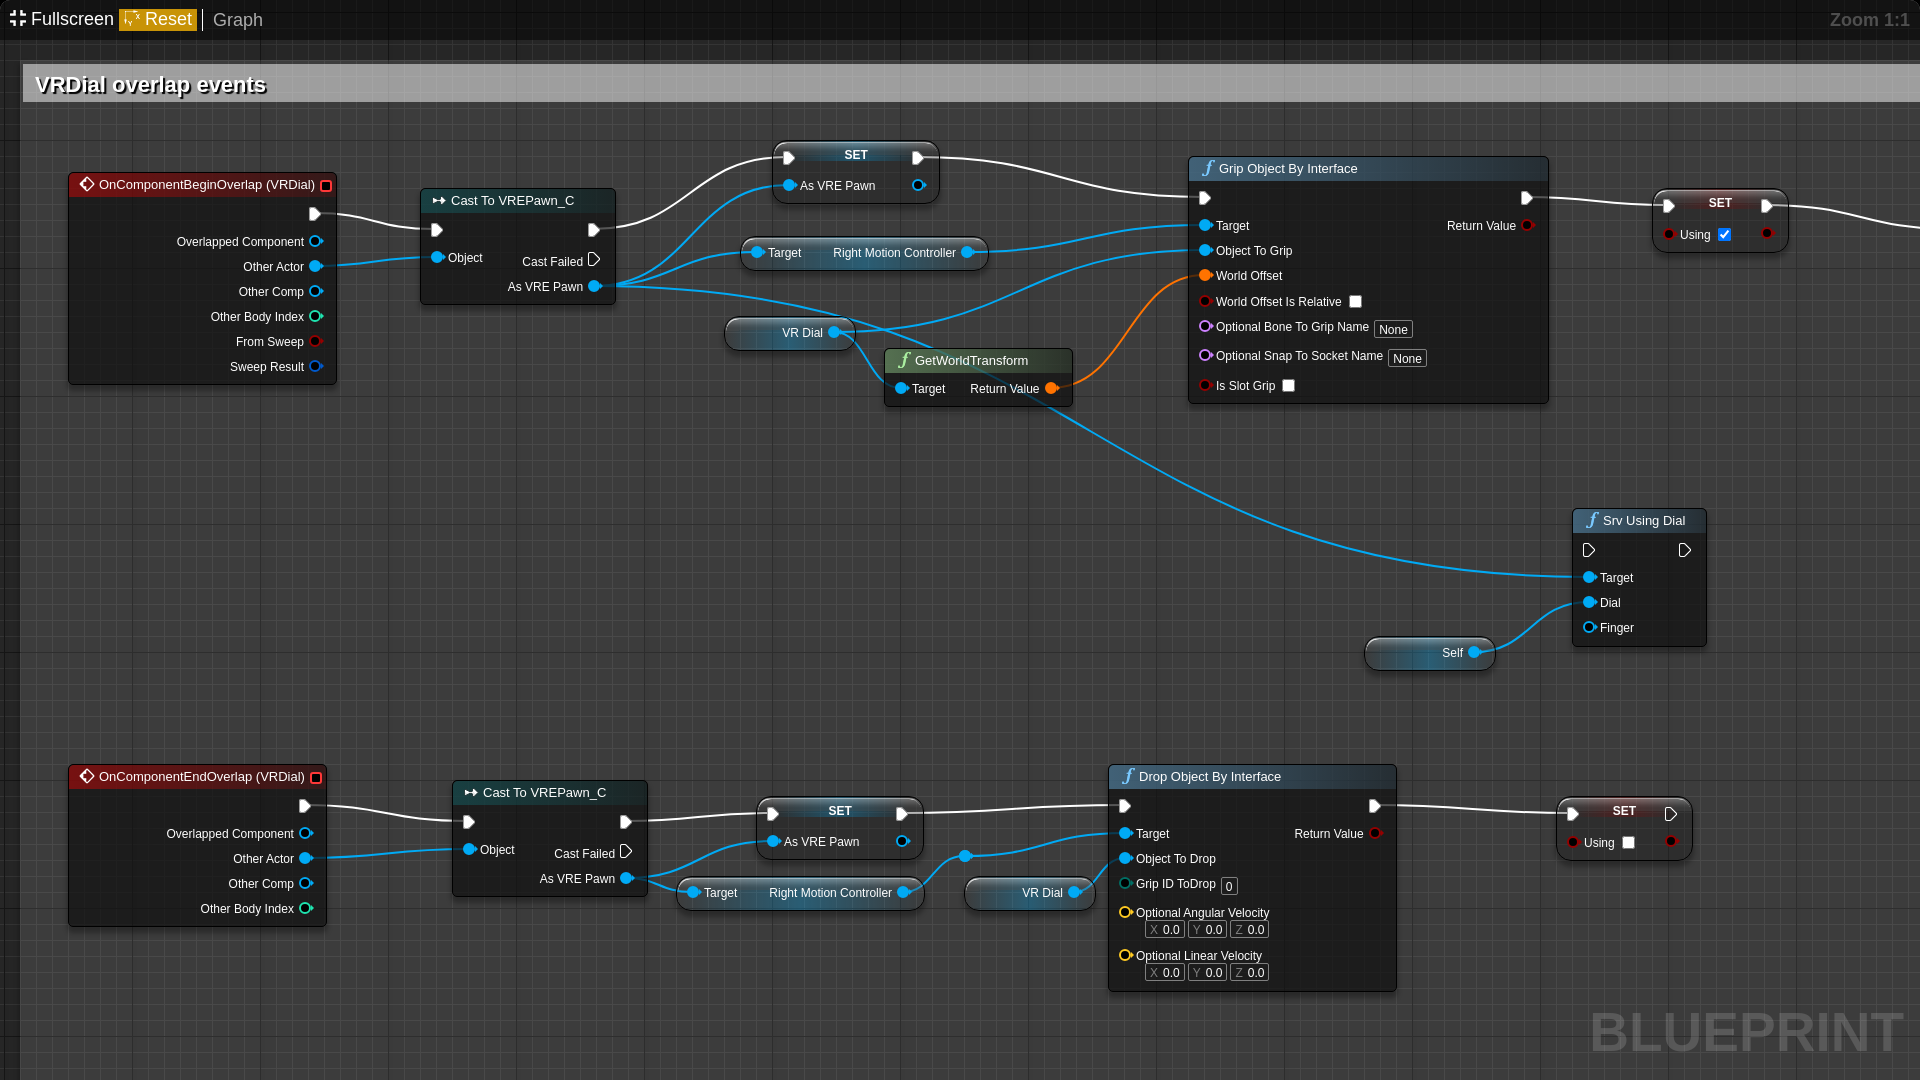 Fullscreen Reset Graph Zoom 1:1
VRDial overlap events
OnComponentBeginOverlap (VRDial)
Overlapped Component
Other Actor
Other Comp
Other Body Index
From Sweep
Sweep Result
Cast To VREPawn_C
Object
Cast Failed
As VRE Pawn
SET
As VRE Pawn
Target Right Motion Controller
VR Dial
GetWorldTransform
Target Return Value
Grip Object By Interface
Target Return Value
Object To Grip
World Offset
World Offset Is Relative
Optional Bone To Grip Name None
Optional Snap To Socket Name None
Is Slot Grip
SET
Using
Srv Using Dial
Target
Dial
Finger
Self
OnComponentEndOverlap (VRDial)
Overlapped Component
Other Actor
Other Comp
Other Body Index
Cast To VREPawn_C
Object
Cast Failed
As VRE Pawn
SET
As VRE Pawn
Target Right Motion Controller
VR Dial
Drop Object By Interface
Target Return Value
Object To Drop
Grip ID ToDrop 0
Optional Angular Velocity
X 0.0 Y 0.0 Z 0.0
Optional Linear Velocity
X 0.0 Y 0.0 Z 0.0
SET
Using
BLUEPRINT